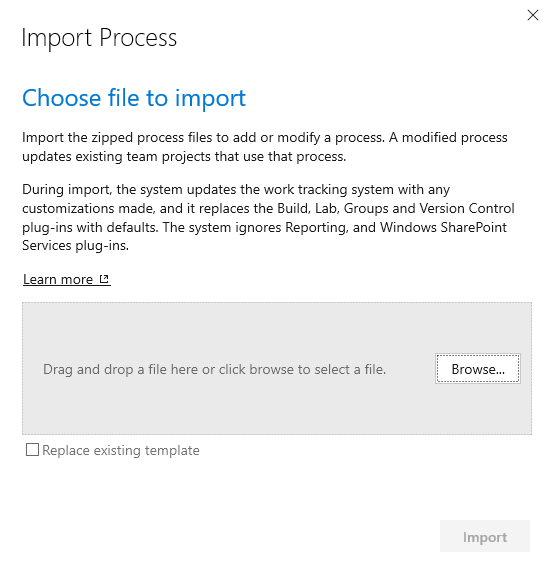 Import Process
Choose file to import
Import the zipped process files to add or modify a process. A modified process
updates existing team projects that use that process.
During import, the system updates the work tracking system with any
customizations made, and it replaces the Build, Lab, Groups and Version Control
plug-ins with defaults. The system ignores Reporting, and Windows SharePoint
Services plug-ins.
Learn more
Drag and drop a file here or click browse to select a file.
Browse...
Replace existing template
Import